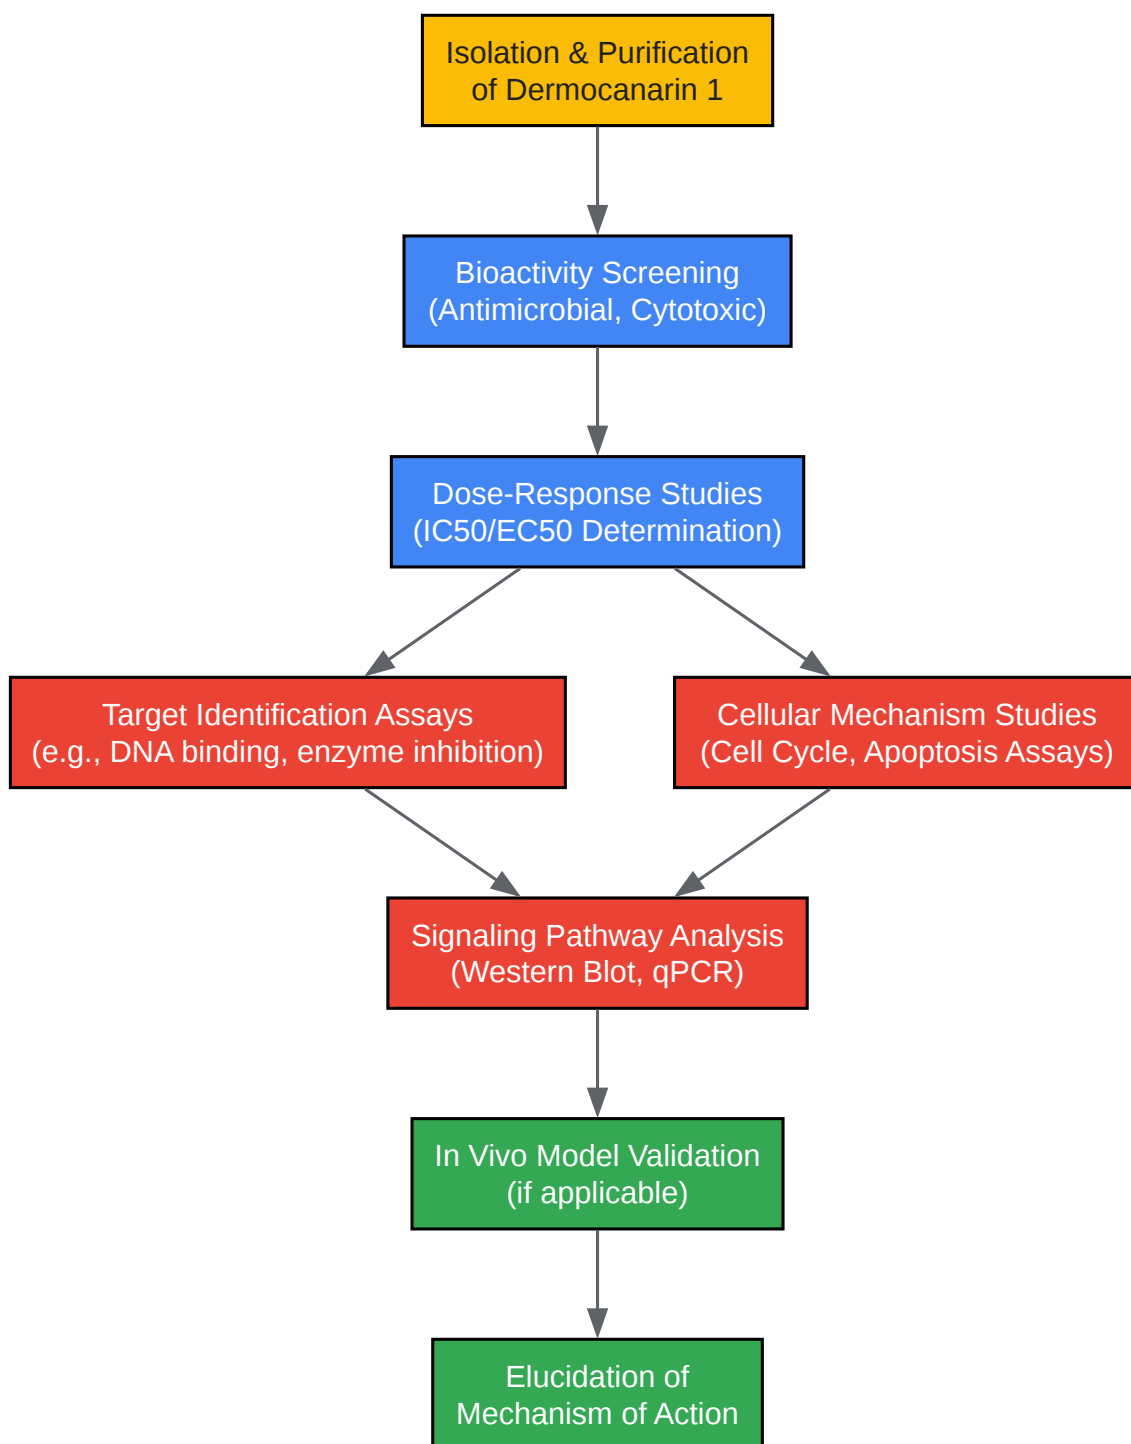 Isolation & Purification
of Dermocanarin 1
Bioactivity Screening
(Antimicrobial, Cytotoxic)
Dose-Response Studies
(IC50/EC50 Determination)
Target Identification Assays
(e.g., DNA binding, enzyme inhibition)
Cellular Mechanism Studies
(Cell Cycle, Apoptosis Assays)
Signaling Pathway Analysis
(Western Blot, qPCR)
In Vivo Model Validation
(if applicable)
Elucidation of
Mechanism of Action